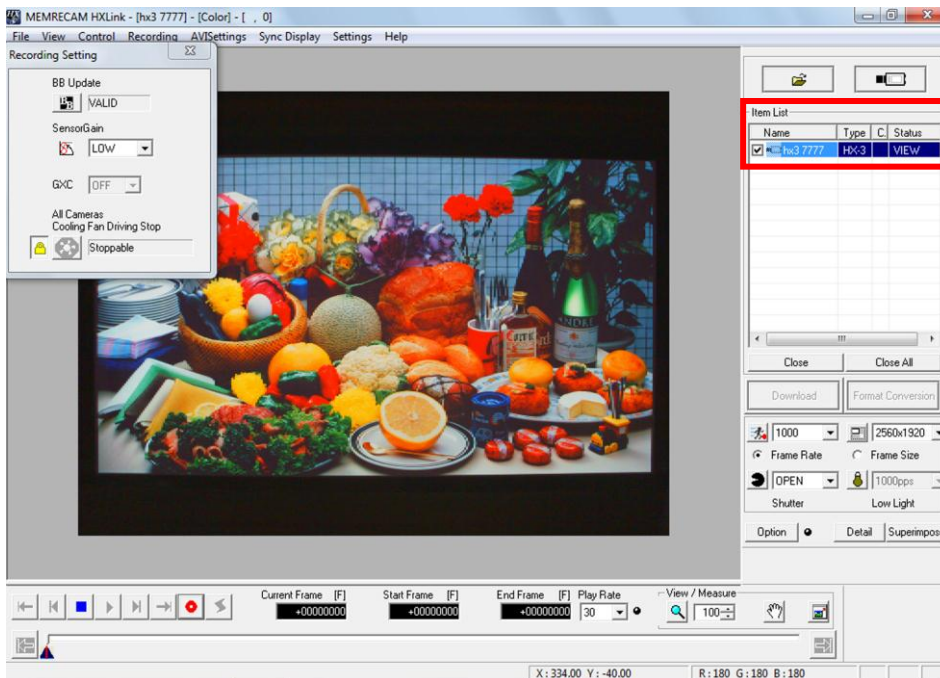 MEMRECAM HXLink - [hx3 7777] - [Color] - [ , 0]
File View Control Recording AVISettings Sync Display Settings Help
Recording Setting
BB Update
VALID
SensorGain
LOW
GXC OFF
All Cameras
Cooling Fan Driving Stop
Stoppable
Item List
Name Type C. Status
hx3 7777 HX-3 VIEW
Close Close All
Download Format Conversion
1000 2560x1920
Frame Rate Frame Size
OPEN 1000pps
Shutter Low Light
Option Detail Superimpos
Current Frame [F] Start Frame [F] End Frame [F] Play Rate View / Measure
+00000000 +00000000 +00000000 30 100
X : 334.00 Y : -40.00 R : 180 G : 180 B : 180